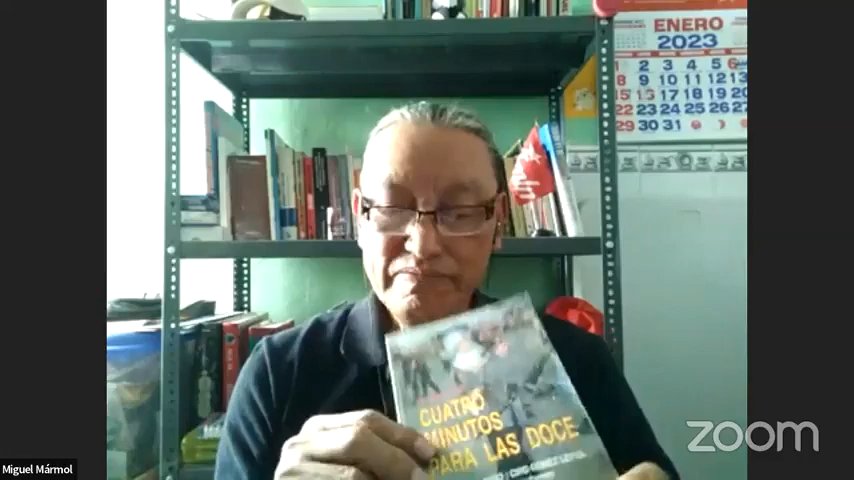 ENERO
2023
1 2 3 4 5 6
8 9 10 11 12 13
15 16 17 18 19 20
22 23 24 25 26 27
29 30 31
CUATRO
MINUTOS
PARA LAS DOCE
Miguel Mármol
zoom